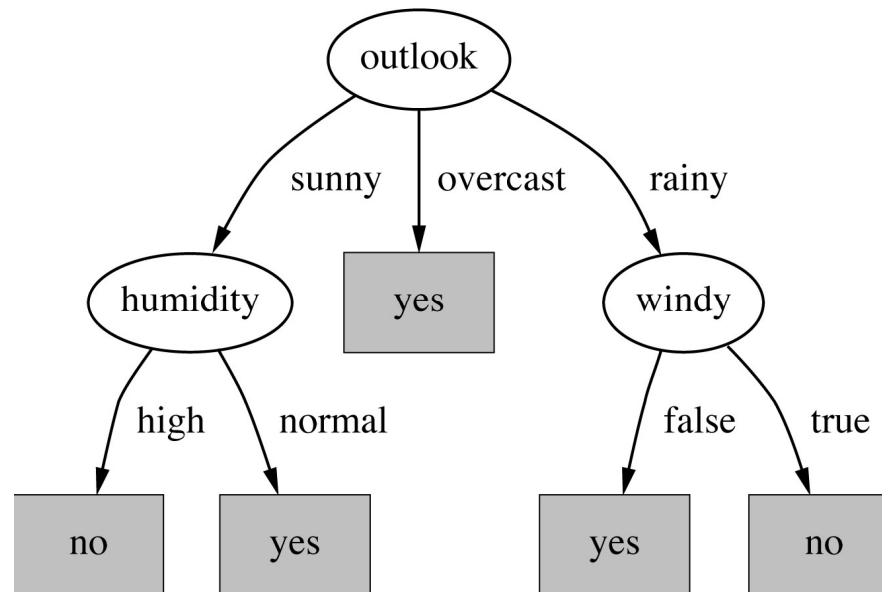 outlook
sunny overcast rainy
humidity yes windy
high normal false true
no yes yes no